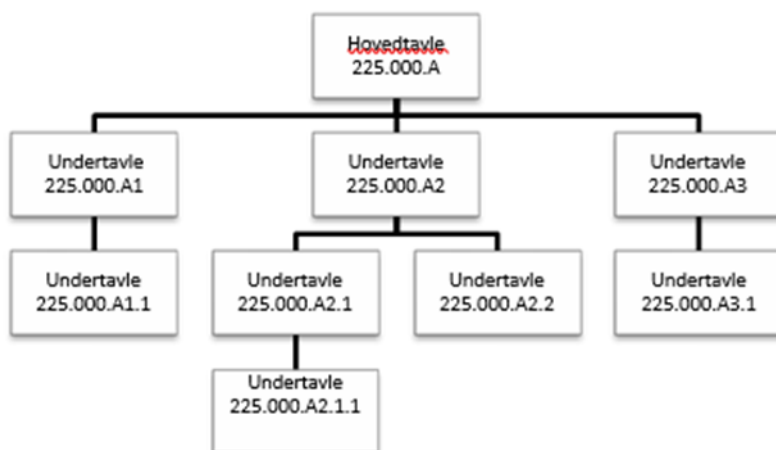 Hovedtavle
225.000.A
Undertavle
225.000.A1
Undertavle
225.000.A2
Undertavle
225.000.A3
Undertavle
225.000.A1.1
Undertavle
225.000.A2.1
Undertavle
225.000.A2.2
Undertavle
225.000.A3.1
Undertavle
225.000.A2.1.1